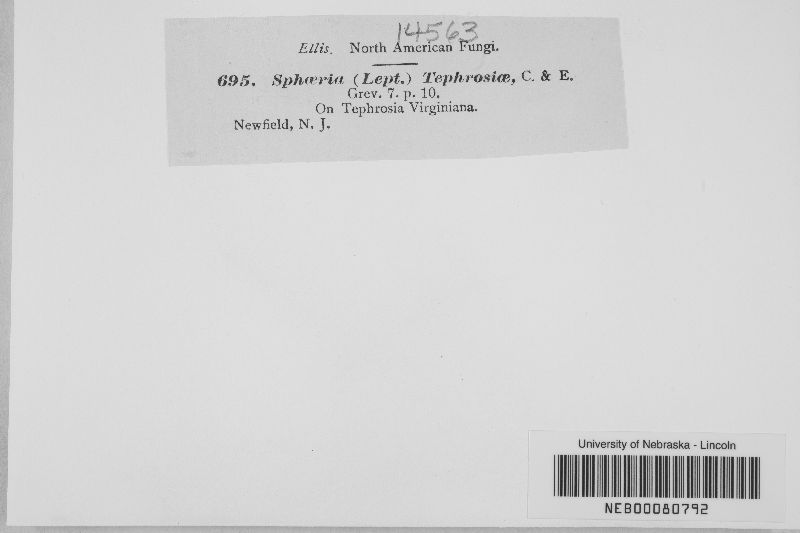 14563
Ellis. North American Fungi.
695. Sphæria (Lept.) Tephrosiæ, C. & E.
Grev. 7. p. 10.
On Tephrosia Virginiana.
Newfield, N. J.
University of Nebraska - Lincoln
NEB00080792